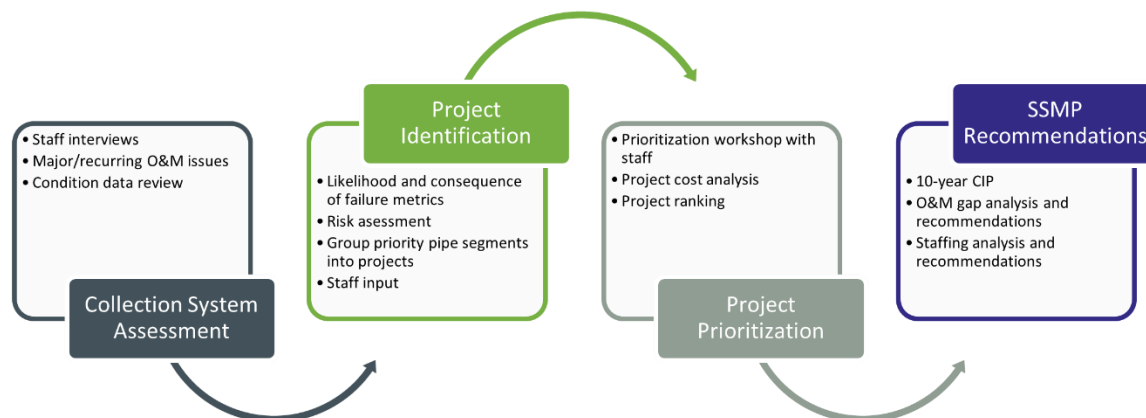 • Staff interviews
• Major/recurring O&M issues
• Condition data review
Collection System
Assessment
Project
Identification
• Likelihood and consequence
of failure metrics
• Risk asessment
• Group priority pipe segments
into projects
• Staff input
• Prioritization workshop with
staff
• Project cost analysis
• Project ranking
Project
Prioritization
SSMP
Recommendations
• 10-year CIP
• O&M gap analysis and
recommendations
• Staffing analysis and
recommendations